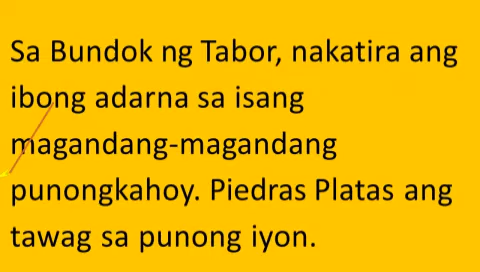 Sa Bundok ng Tabor, nakatira ang
ibong adarna sa isang
magandang-magandang
punongkahoy. Piedras Platas ang
tawag sa punong iyon.